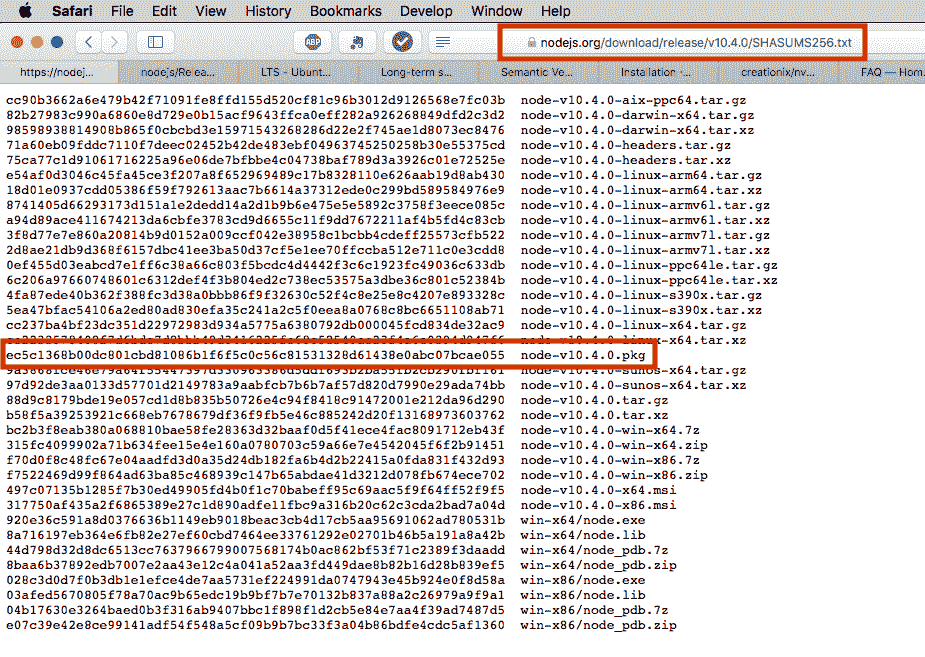 Safari File Edit View History Bookmarks Develop Window Help
ABP
nodejs.org/download/release/v10.4.0/SHASUMS256.txt
https://nodej... nodejs/Relea... LTS - Ubunt... Long-term s... Semantic Ve... Installation ·... creationix/nv... FAQ — Hom
cc90b3662a6e479b42f71091fe8ffd155d520cf81c96b3012d9126568e7fc03b node-v10.4.0-aix-ppc64.tar.gz
82b27983c990a6860e8d729e0b15acf9643ffca0eff282a926268849dfd2c3d2 node-v10.4.0-darwin-x64.tar.gz
98598938814908b865f0cbcbd3e15971543268286d22e2f745ae1d8073ec8476 node-v10.4.0-darwin-x64.tar.xz
71a60eb09fddc7110f7deec02452b42de483ebf04963745250258b30e55375cd node-v10.4.0-headers.tar.gz
75ca77c1d91061716225a96e06de7bfbbe4c04738baf789d3a3926c01e72525e node-v10.4.0-headers.tar.xz
e54af0d3046c45fa45ce3f207a8f652969489c17b8328110e626aab19d8ab430 node-v10.4.0-linux-arm64.tar.gz
18d01e0937cdd05386f59f792613aac7b6614a37312ede0c299bd589584976e9 node-v10.4.0-linux-arm64.tar.xz
8741405d66293173d151a1e2dedd14a2d1b9b6e475e5e5892c3758f3eece085c node-v10.4.0-linux-armv6l.tar.gz
a94d89ace411674213da6cbfe3783cd9d6655c11f9dd7672211af4b5fd4c83cb node-v10.4.0-linux-armv6l.tar.xz
3f8d77e7e860a20814b9d0152a009ccf042e38958c1bcbb4cdeff25573cfb522 node-v10.4.0-linux-armv7l.tar.gz
2d8ae21db9d368f6157dbc41ee3ba50d37cf5e1ee70ffccba512e711c0e3cdd8 node-v10.4.0-linux-armv7l.tar.xz
0ef455d03eabcd7e1ff6c38a66c803f5bcdc4d4442f3c6c1923fc49036c633db node-v10.4.0-linux-ppc64le.tar.gz
6c206a97660748601c6312def4f3b804ed2c738ec53575a3dbe36c801c52384b node-v10.4.0-linux-ppc64le.tar.xz
4fa87ede40b362f388fc3d38a0bbb86f9f32630c52f4c8e25e8c4207e893328c node-v10.4.0-linux-s390x.tar.gz
5ea47bfac54106a2ed80ad830efa35c241a2c5f0eea8a0768c8bc6651108ab71 node-v10.4.0-linux-s390x.tar.xz
cc237ba4bf23dc351d22972983d934a5775a6380792db000045fcd834de32ac9 node-v10.4.0-linux-x64.tar.gz
node-v10.4.0-linux-x64.tar.xz
ec5c1368b00dc801cbd81086b1f6f5c0c56c81531328d61438e0abc07bcae055 node-v10.4.0.pkg
node-v10.4.0-sunos-x64.tar.gz
97d92de3aa0133d57701d2149783a9aabfcb7b6b7af57d820d7990e29ada74bb node-v10.4.0-sunos-x64.tar.xz
88d9c8179bde19e057cd1d8b835b50726e4c94f8418c91472001c212da96d290 node-v10.4.0.tar.gz
b58f5a39253921c668eb7678679df36f9fb5e46c885242d20f13168973603762 node-v10.4.0.tar.xz
bc2b3f8eab380a068810bae58fe28363d32baaf0d5f41ece4fac8091712eb43f node-v10.4.0-win-x64.7z
315fc4099902a71b634fee15e4e160a0780703c59a66e7e4542045f6f2b91451 node-v10.4.0-win-x64.zip
f70d0f8c48fc67e04aadfd3d0a35d24db182fa6b4d2b22415a0fda831f432d93 node-v10.4.0-win-x86.7z
f7522469d99f864ad63ba85c468939c147b65abdae41d3212d078fb674ece702 node-v10.4.0-win-x86.zip
497c07135b1285f7b30ed49905fd4b0f1c70babeff95c69aac5f9f64ff52f9f5 node-v10.4.0-x64.msi
317750af435a2f6865389e27c1d890adfe11fbc9a316b20c62c3cda2bad7a04d node-v10.4.0-x86.msi
920e36c591a8d0376636b1149eb9018beac3cb4d17cb5aa95691062ad780531b win-x64/node.exe
8a716197eb364e6fb82e27ef60cbd7464ee33761292e02701b46b5a191a8a42b win-x64/node.lib
44d798d32d8dc6513cc7637966799007568174b0ac862bf53f71c2389f3daadd win-x64/node_pdb.7z
8baa6b37892edb7007e2aa43e12c4a041a52aa3fd449dae8b82b16d28b839ef5 win-x64/node_pdb.zip
028c3d0d7f0b3db1e1efce4de7aa5731ef224991da0747943e45b924e0f8d58a win-x86/node.exe
03afed5670805f78a70ac9b65edc19b9bf7b7e70132b837a88a2c26979a9f9a1 win-x86/node.lib
04b17630e3264baed0b3f316ab9407bbc1f898f1d2cb5e84e7aa4f39ad7487d5 win-x86/node_pdb.7z
e07c39e42e8ce99141adf54f548a5cf09b9b7bc33f3a04b86bdfe4cdc5af1360 win-x86/node_pdb.zip